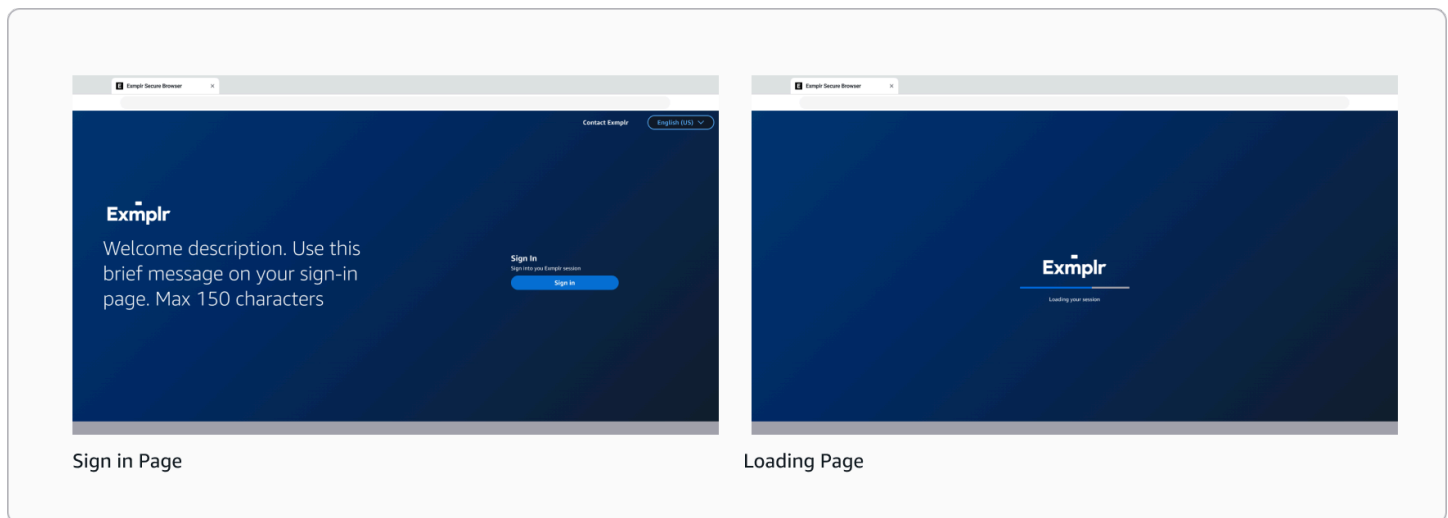 E Exmplr Secure Browser ×
Contact Exmplr English (US)
Exmplr
Welcome description. Use this
brief message on your sign-in
page. Max 150 characters
Sign In
Sign into you Exmplr session
Sign in
Sign in Page
E Exmplr Secure Browser ×
Exmplr
Loading your session
Loading Page